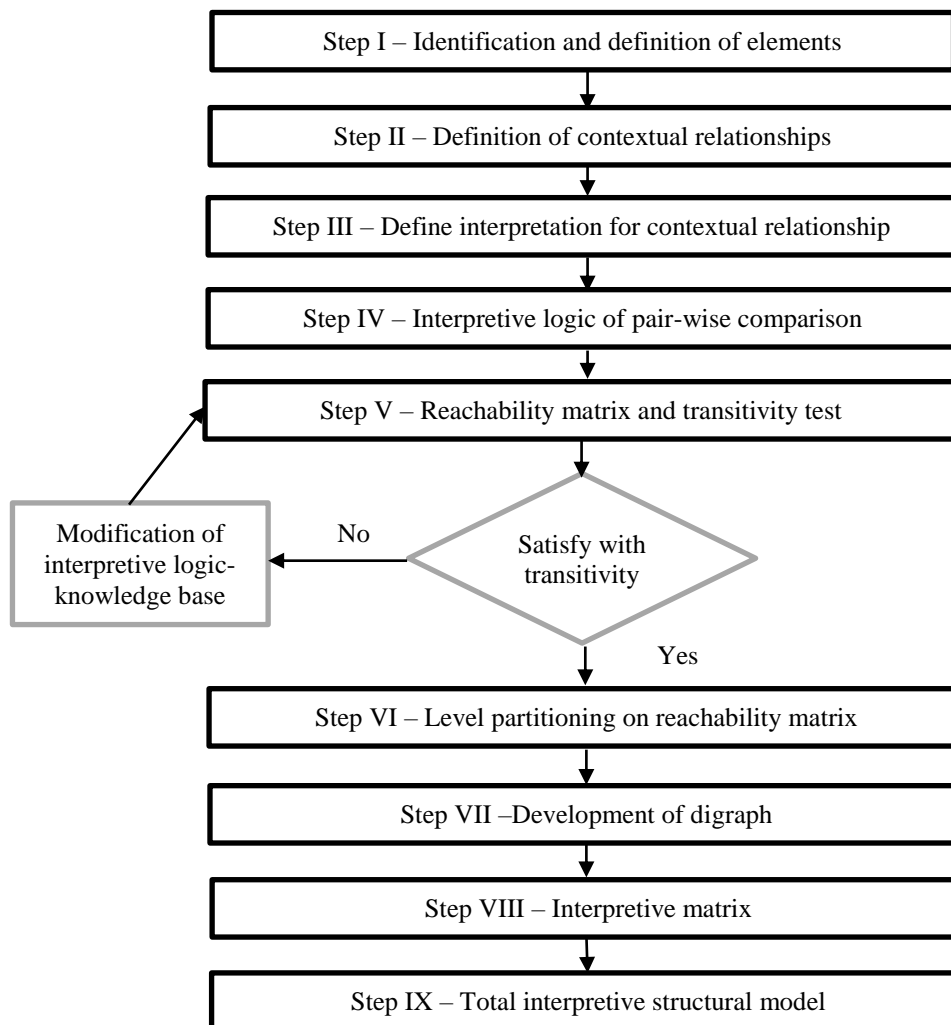 Step I – Identification and definition of elements
Step II – Definition of contextual relationships
Step III – Define interpretation for contextual relationship
Step IV – Interpretive logic of pair-wise comparison
Step V – Reachability matrix and transitivity test
Modification of
interpretive logic-
knowledge base
No
Satisfy with
transitivity
Yes
Step VI – Level partitioning on reachability matrix
Step VII –Development of digraph
Step VIII – Interpretive matrix
Step IX – Total interpretive structural model